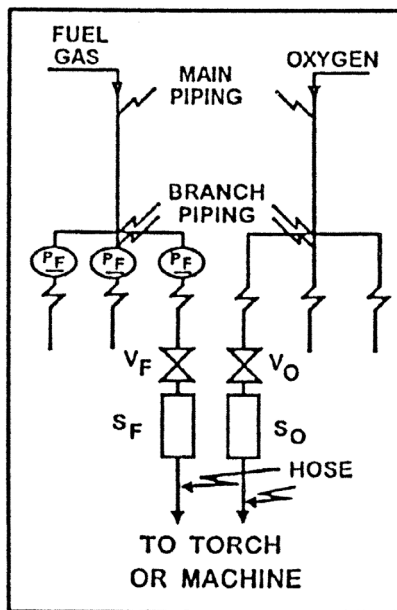 FUEL
GAS
OXYGEN
MAIN
PIPING
BRANCH
PIPING
PF PF PF
VF VO
SF SO
HOSE
TO TORCH
OR MACHINE